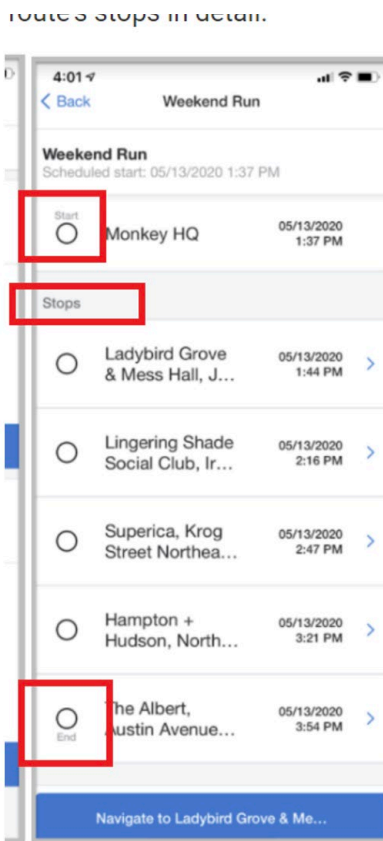 route's stops in detail.
4:01
< Back Weekend Run
Weekend Run
Scheduled start: 05/13/2020 1:37 PM
Start
Monkey HQ 05/13/2020
1:37 PM
Stops
Ladybird Grove 05/13/2020
& Mess Hall, J... 1:44 PM
Lingering Shade 05/13/2020
Social Club, Ir... 2:16 PM
Superica, Krog 05/13/2020
Street Northea... 2:47 PM
Hampton + 05/13/2020
Hudson, North... 3:21 PM
The Albert, 05/13/2020
Austin Avenue... 3:54 PM
End
Navigate to Ladybird Grove & Me...